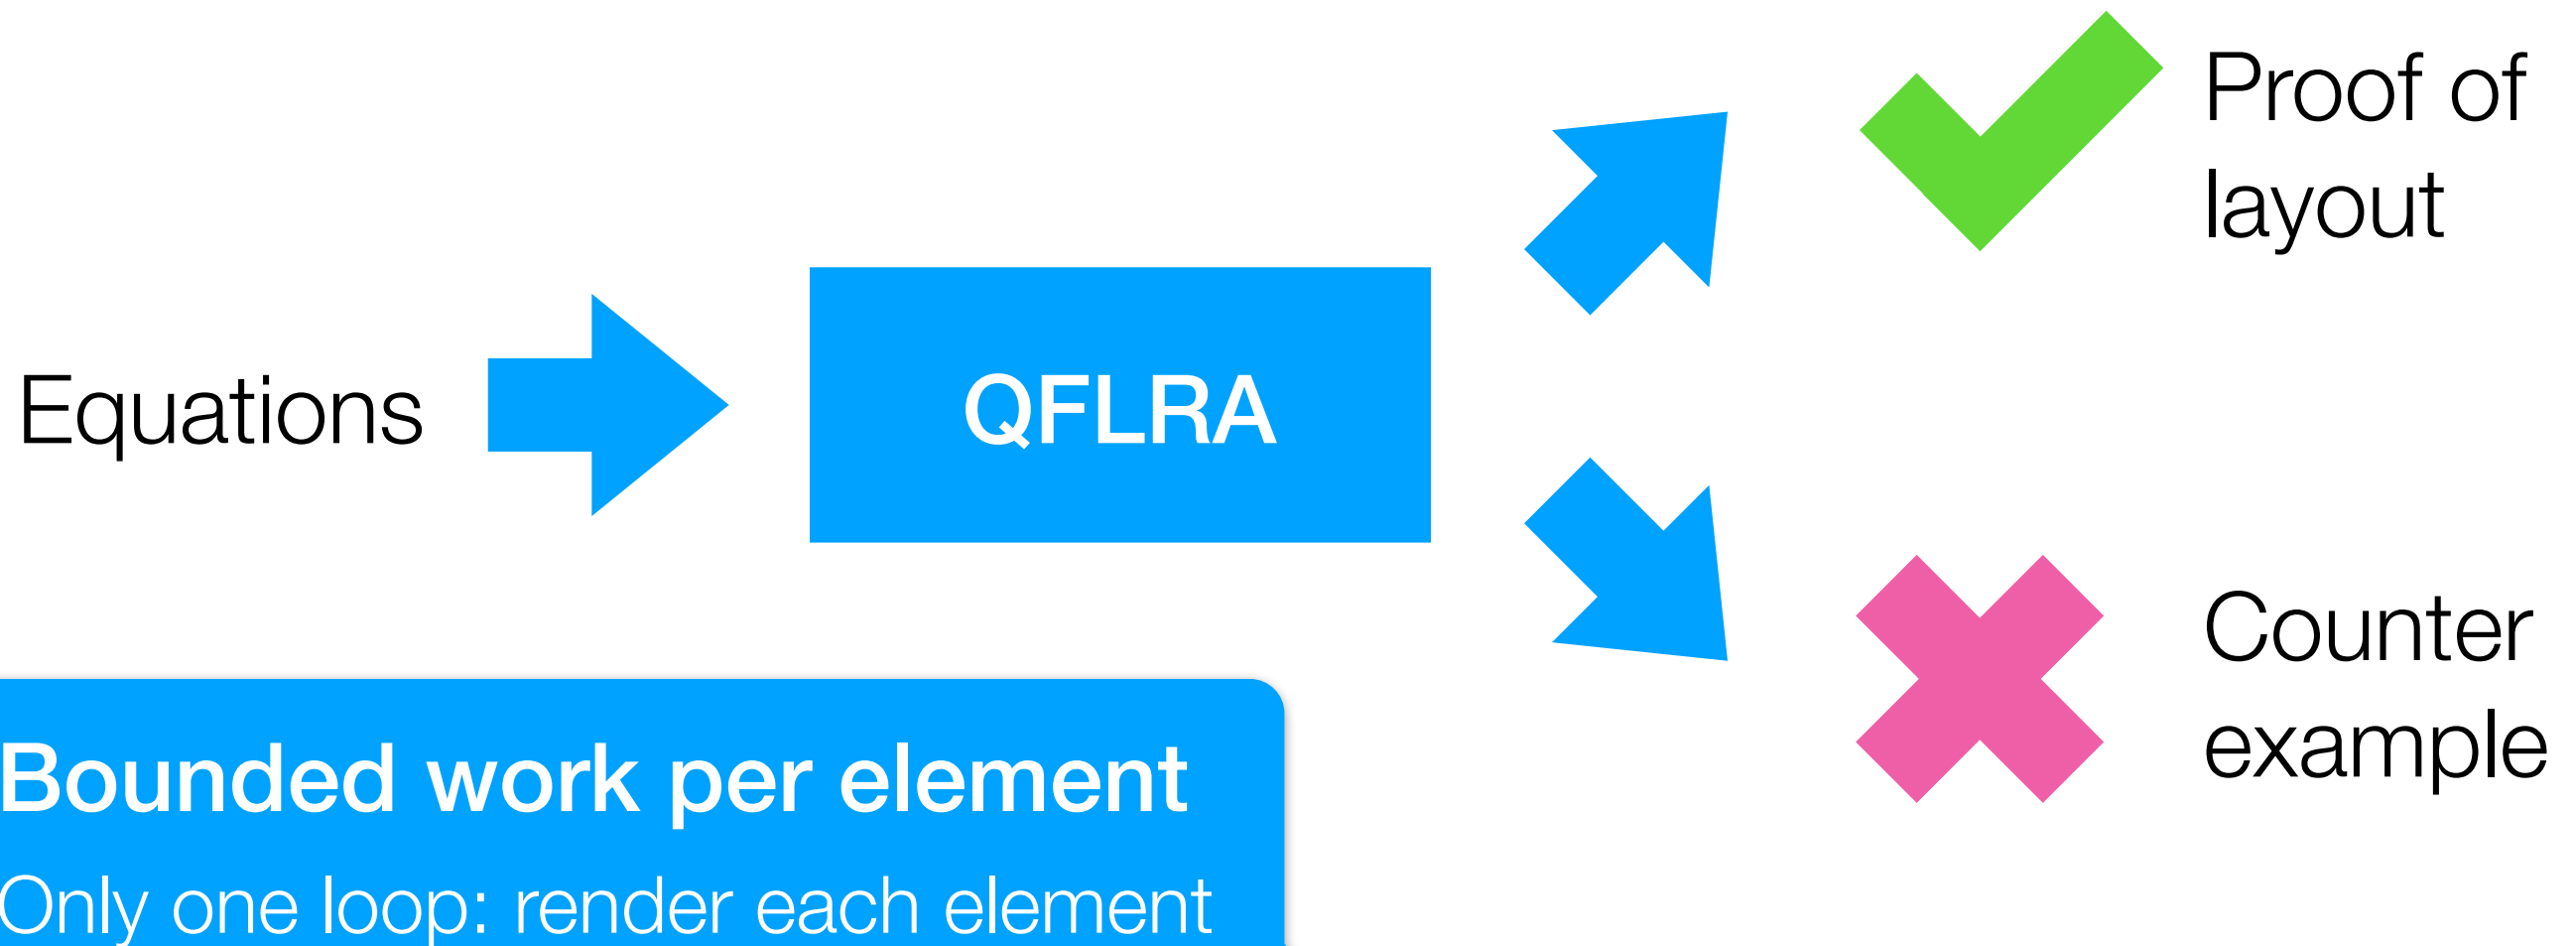 Equations
QFLRA
Proof of
layout
Counter
example
Bounded work per element
Only one loop: render each element